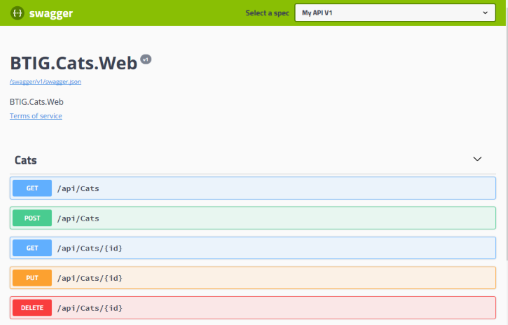 swagger
Select a spec My API V1
BTIG.Cats.Web v1
/swagger/v1/swagger.json
BTIG.Cats.Web
Terms of service
Cats
GET /api/Cats
POST /api/Cats
GET /api/Cats/{id}
PUT /api/Cats/{id}
DELETE /api/Cats/{id}